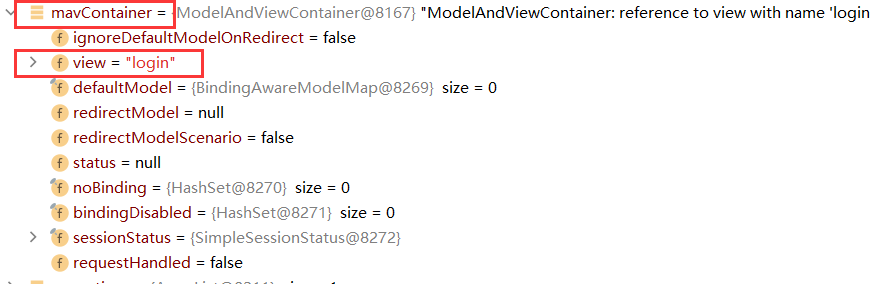 mavContainer = {ModelAndViewContainer@8167} "ModelAndViewContainer: reference to view with name 'login
f ignoreDefaultModelOnRedirect = false
f view = "login"
f defaultModel = {BindingAwareModelMap@8269} size = 0
f redirectModel = null
f redirectModelScenario = false
f status = null
f noBinding = {HashSet@8270} size = 0
f bindingDisabled = {HashSet@8271} size = 0
f sessionStatus = {SimpleSessionStatus@8272}
f requestHandled = false